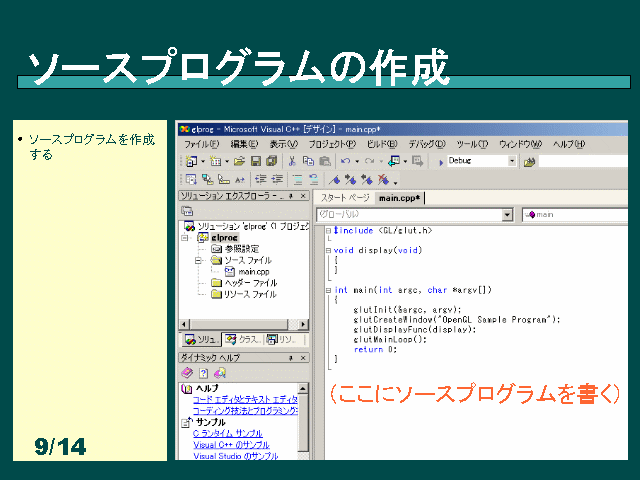 ソースプログラムの作成
• ソースプログラムを作成
する
glprog - Microsoft Visual C++ [デザイン] - main.cpp*
ファイル(F) 編集(E) 表示(V) プロジェクト(P) ビルド(B) デバッグ(D) ツール(T) ウィンドウ(W) ヘルプ(H)
Debug
ソリューション エクスプローラ - ...
ソリューション 'glprog' (1 プロジェク
glprog
参照設定
ソース ファイル
main.cpp
ヘッダー ファイル
リソース ファイル
ソリュ... クラス... リソ...
ダイナミック ヘルプ
ヘルプ
コード エディタとテキスト エディタ
コーディング技法とプログラミング
サンプル
C ランタイム サンプル
Visual C++ のサンプル
Visual Studio のサンプル
スタート ページ main.cpp*
(グローバル) main
#include <GL/glut.h>
void display(void)
{
}
int main(int argc, char *argv[])
{
glutInit(&argc, argv);
glutCreateWindow("OpenGL Sample Program");
glutDisplayFunc(display);
glutMainLoop();
return 0;
}
(ここにソースプログラムを書く)
9/14